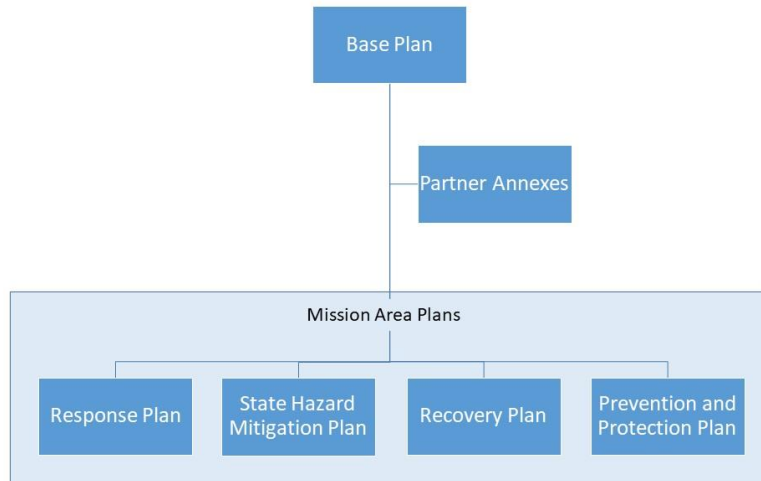 Base Plan
Partner Annexes
Mission Area Plans
Response Plan
State Hazard
Mitigation Plan
Recovery Plan
Prevention and
Protection Plan